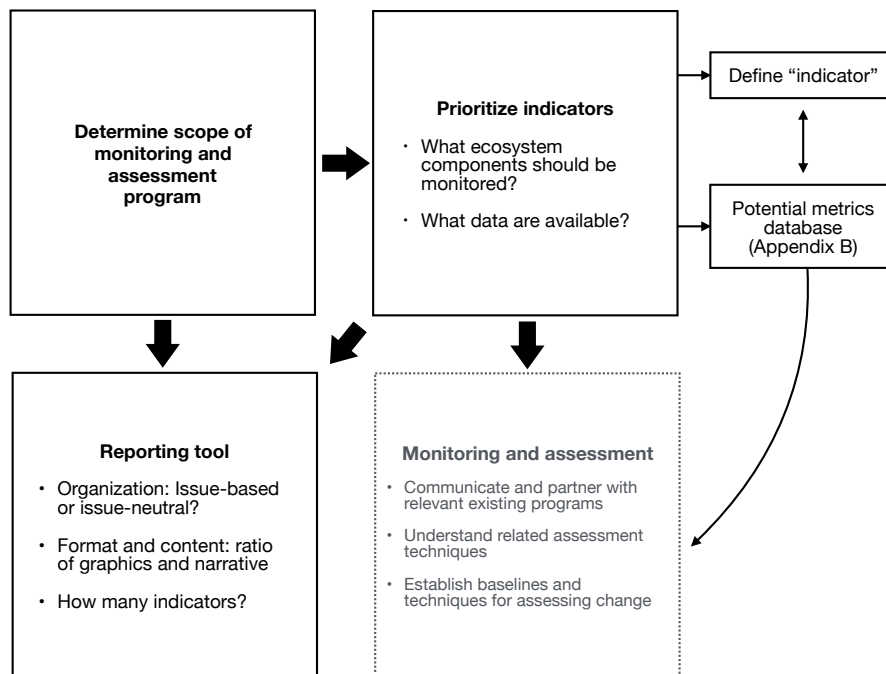 Determine scope of
monitoring and
assessment
program
Prioritize indicators
• What ecosystem
components should be
monitored?
• What data are available?
Define “indicator”
Potential metrics
database
(Appendix B)
Reporting tool
• Organization: Issue-based
or issue-neutral?
• Format and content: ratio
of graphics and narrative
• How many indicators?
Monitoring and assessment
• Communicate and partner with
relevant existing programs
• Understand related assessment
techniques
• Establish baselines and
techniques for assessing change